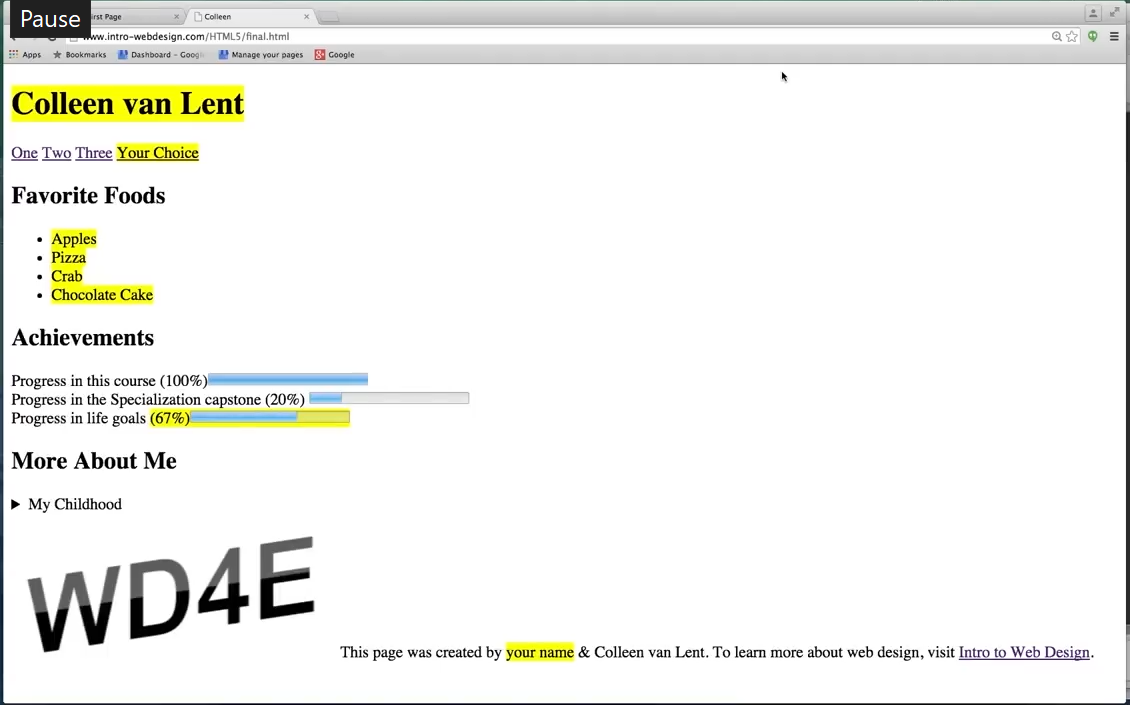 Pause
irst Page
Colleen
www.intro-webdesign.com/HTML5/final.html
Apps Bookmarks Dashboard - Goog Manage your pages Google
Colleen van Lent
One Two Three Your Choice
Favorite Foods
• Apples
• Pizza
• Crab
• Chocolate Cake
Achievements
Progress in this course (100%)
Progress in the Specialization capstone (20%)
Progress in life goals (67%)
More About Me
My Childhood
WD4E
This page was created by your name & Colleen van Lent. To learn more about web design, visit Intro to Web Design.